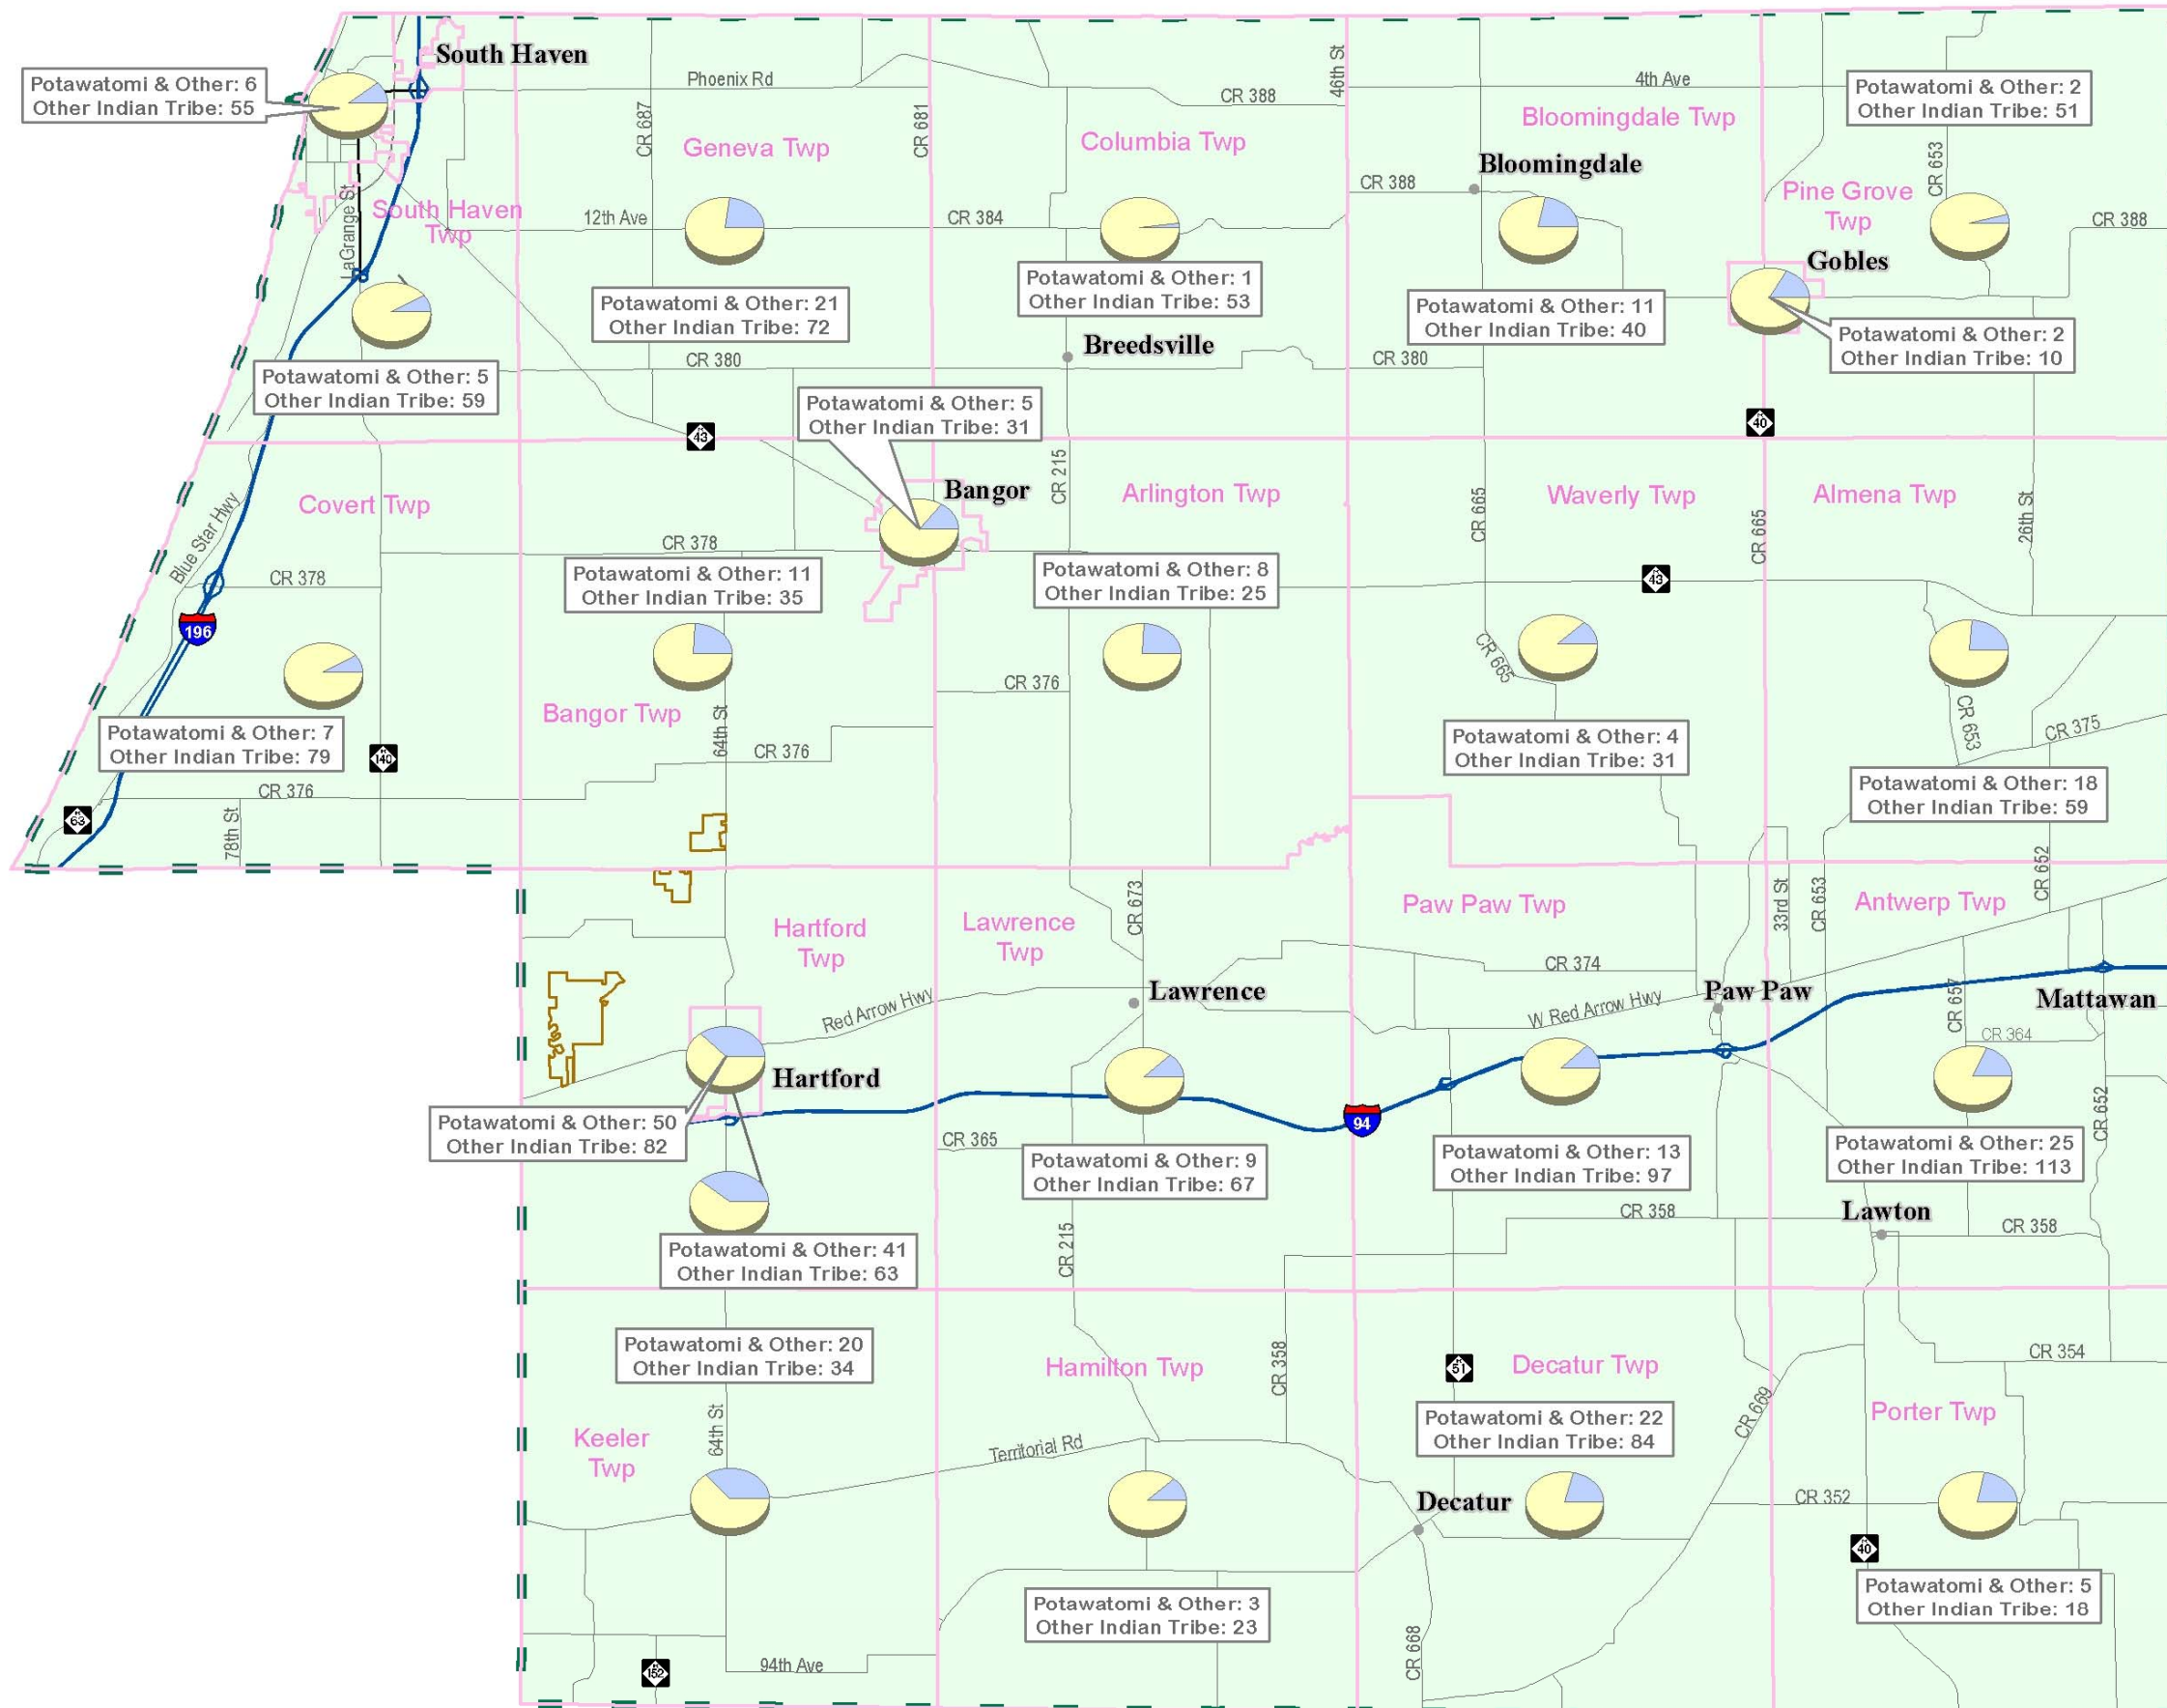 South Haven
Potawatomi & Other: 6
Other Indian Tribe: 55
Phoenix Rd
CR 388
46th St
4th Ave
Potawatomi & Other: 2
Other Indian Tribe: 51
CR 687
CR 681
Geneva Twp
Columbia Twp
Bloomingdale Twp
Bloomingdale
CR 388
CR 653
Pine Grove
Twp
LaGrange St
South Haven
Twp
12th Ave
CR 384
CR 388
Gobles
Potawatomi & Other: 21
Other Indian Tribe: 72
Potawatomi & Other: 1
Other Indian Tribe: 53
Potawatomi & Other: 11
Other Indian Tribe: 40
Potawatomi & Other: 2
Other Indian Tribe: 10
Breedsville
CR 380
CR 380
Potawatomi & Other: 5
Other Indian Tribe: 59
Potawatomi & Other: 5
Other Indian Tribe: 31
43
40
Covert Twp
Bangor
CR 215
Arlington Twp
CR 665
Waverly Twp
CR 665
Almena Twp
26th St
Blue Star Hwy
CR 378
CR 378
Potawatomi & Other: 11
Other Indian Tribe: 35
Potawatomi & Other: 8
Other Indian Tribe: 25
43
196
CR 665
CR 376
Bangor Twp
64th St
CR 653
CR 375
Potawatomi & Other: 7
Other Indian Tribe: 79
140
CR 376
Potawatomi & Other: 4
Other Indian Tribe: 31
Potawatomi & Other: 18
Other Indian Tribe: 59
CR 376
63
78th St
CR 652
Hartford
Twp
Lawrence
Twp
CR 673
Paw Paw Twp
33rd St
CR 653
Antwerp Twp
CR 374
Red Arrow Hwy
Lawrence
W Red Arrow Hwy
Paw Paw
CR 657
Mattawan
CR 364
Hartford
Potawatomi & Other: 50
Other Indian Tribe: 82
94
CR 652
CR 365
Potawatomi & Other: 9
Other Indian Tribe: 67
Potawatomi & Other: 13
Other Indian Tribe: 97
Potawatomi & Other: 25
Other Indian Tribe: 113
CR 358
Lawton
CR 358
CR 215
Potawatomi & Other: 41
Other Indian Tribe: 63
Potawatomi & Other: 20
Other Indian Tribe: 34
Hamilton Twp
CR 358
51
Decatur Twp
CR 354
Keeler
Twp
64th St
Territorial Rd
Potawatomi & Other: 22
Other Indian Tribe: 84
CR 669
Porter Twp
Decatur
CR 352
40
Potawatomi & Other: 3
Other Indian Tribe: 23
Potawatomi & Other: 5
Other Indian Tribe: 18
CR 668
152
94th Ave